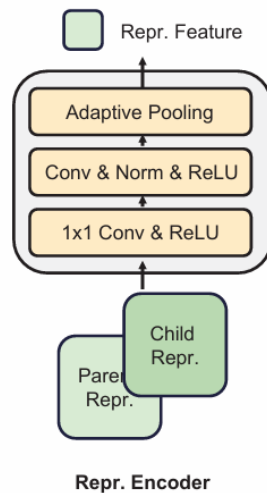 Repr. Feature
Adaptive Pooling
Conv & Norm & ReLU
1x1 Conv & ReLU
Child
Repr.
Repr.
Repr. Encoder